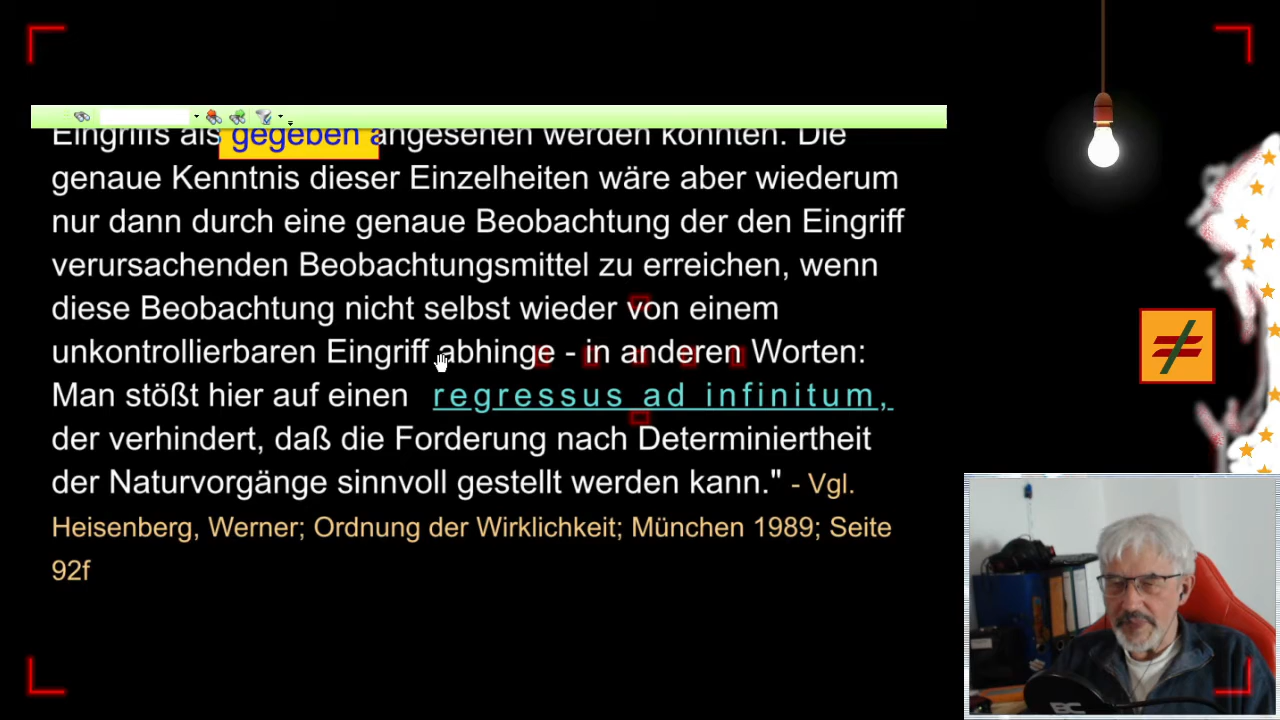 Eingriffs als gegeben angesehen werden könnten. Die
genaue Kenntnis dieser Einzelheiten wäre aber wiederum
nur dann durch eine genaue Beobachtung der den Eingriff
verursachenden Beobachtungsmittel zu erreichen, wenn
diese Beobachtung nicht selbst wieder von einem
unkontrollierbaren Eingriff abhinge - in anderen Worten:
Man stößt hier auf einen regressus ad infinitum,
der verhindert, daß die Forderung nach Determiniertheit
der Naturvorgänge sinnvoll gestellt werden kann." - Vgl.
Heisenberg, Werner; Ordnung der Wirklichkeit; München 1989; Seite
92f
≠